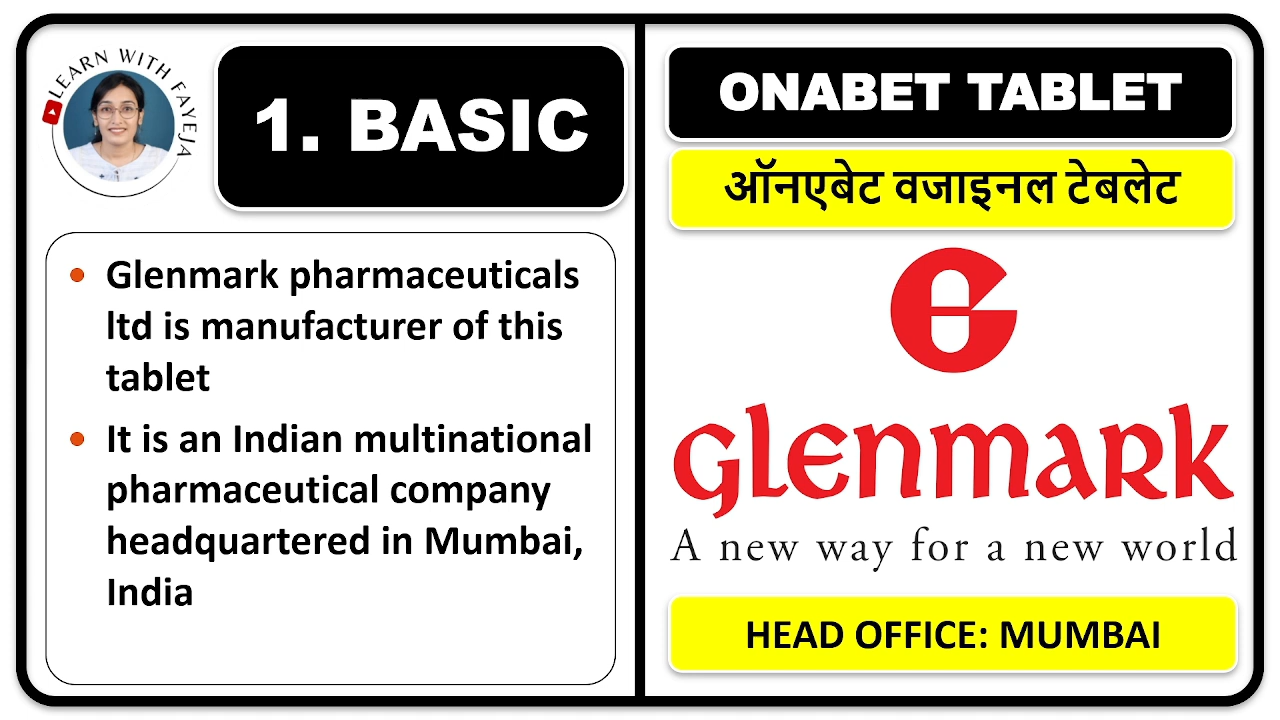 LEARN WITH FAYEJA
1. BASIC
• Glenmark pharmaceuticals
ltd is manufacturer of this
tablet
• It is an Indian multinational
pharmaceutical company
headquartered in Mumbai,
India
ONABET TABLET
ऑनएबेट वजाइनल टेबलेट
GLENMARK
A new way for a new world
HEAD OFFICE: MUMBAI